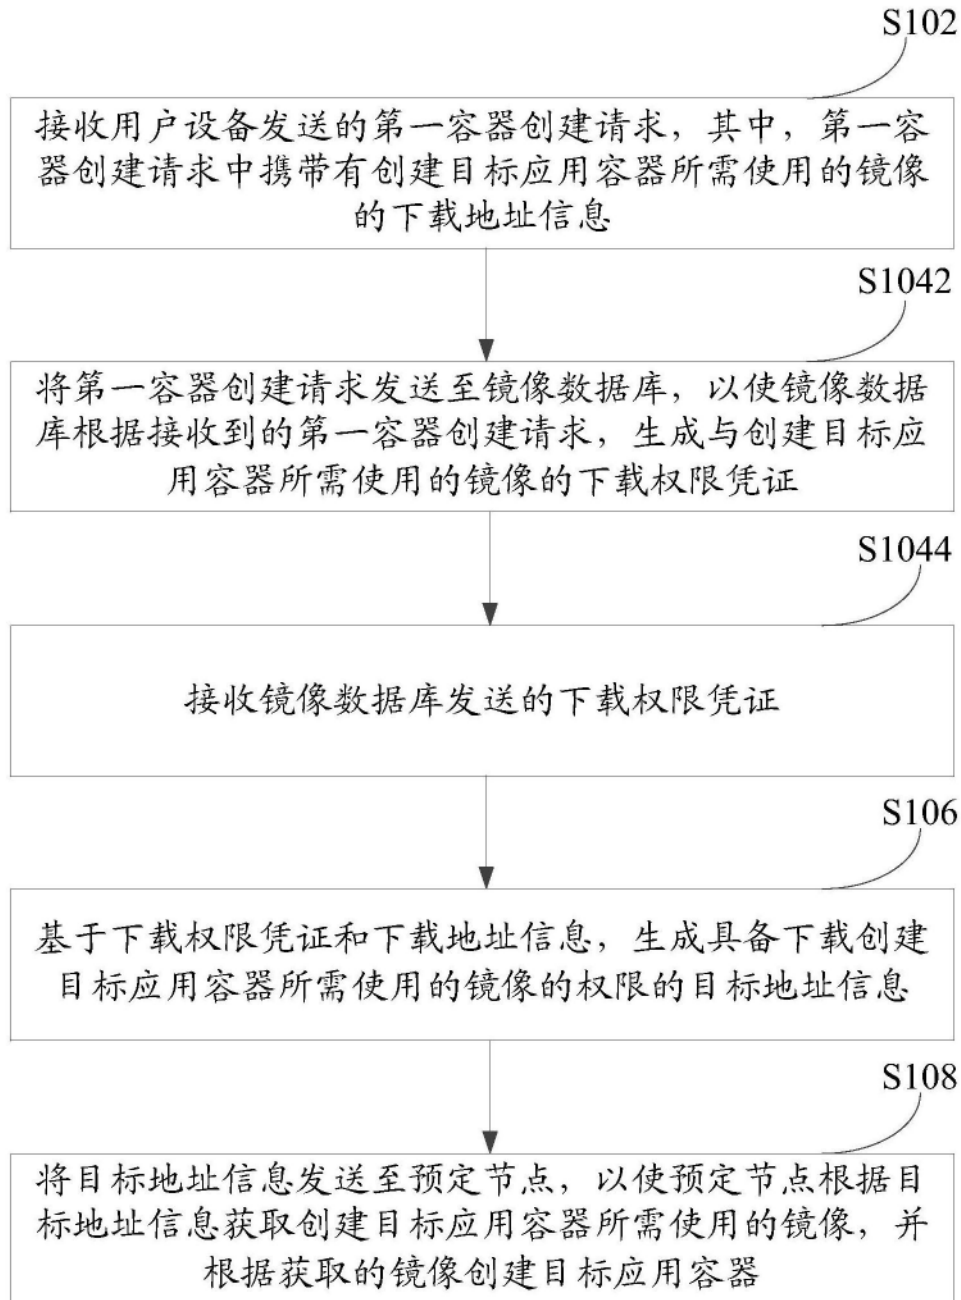 S102
接收用户设备发送的第一容器创建请求，其中，第一容
器创建请求中携带有创建目标应用容器所需使用的镜像
的下载地址信息
S1042
将第一容器创建请求发送至镜像数据库，以使镜像数据
库根据接收到的第一容器创建请求，生成与创建目标应
用容器所需使用的镜像的下载权限凭证
S1044
接收镜像数据库发送的下载权限凭证
S106
基于下载权限凭证和下载地址信息，生成具备下载创建
目标应用容器所需使用的镜像的权限的目标地址信息
S108
将目标地址信息发送至预定节点，以使预定节点根据目
标地址信息获取创建目标应用容器所需使用的镜像，并
根据获取的镜像创建目标应用容器